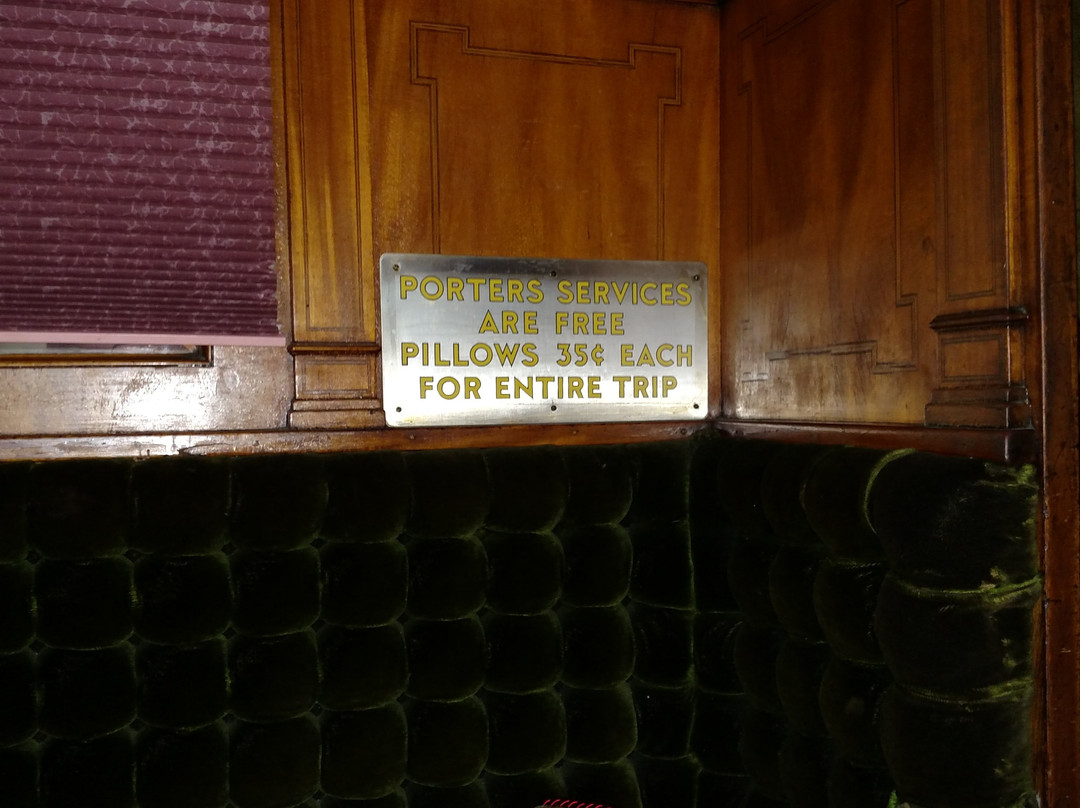 PORTERS SERVICES
ARE FREE
PILLOWS 35¢ EACH
FOR ENTIRE TRIP